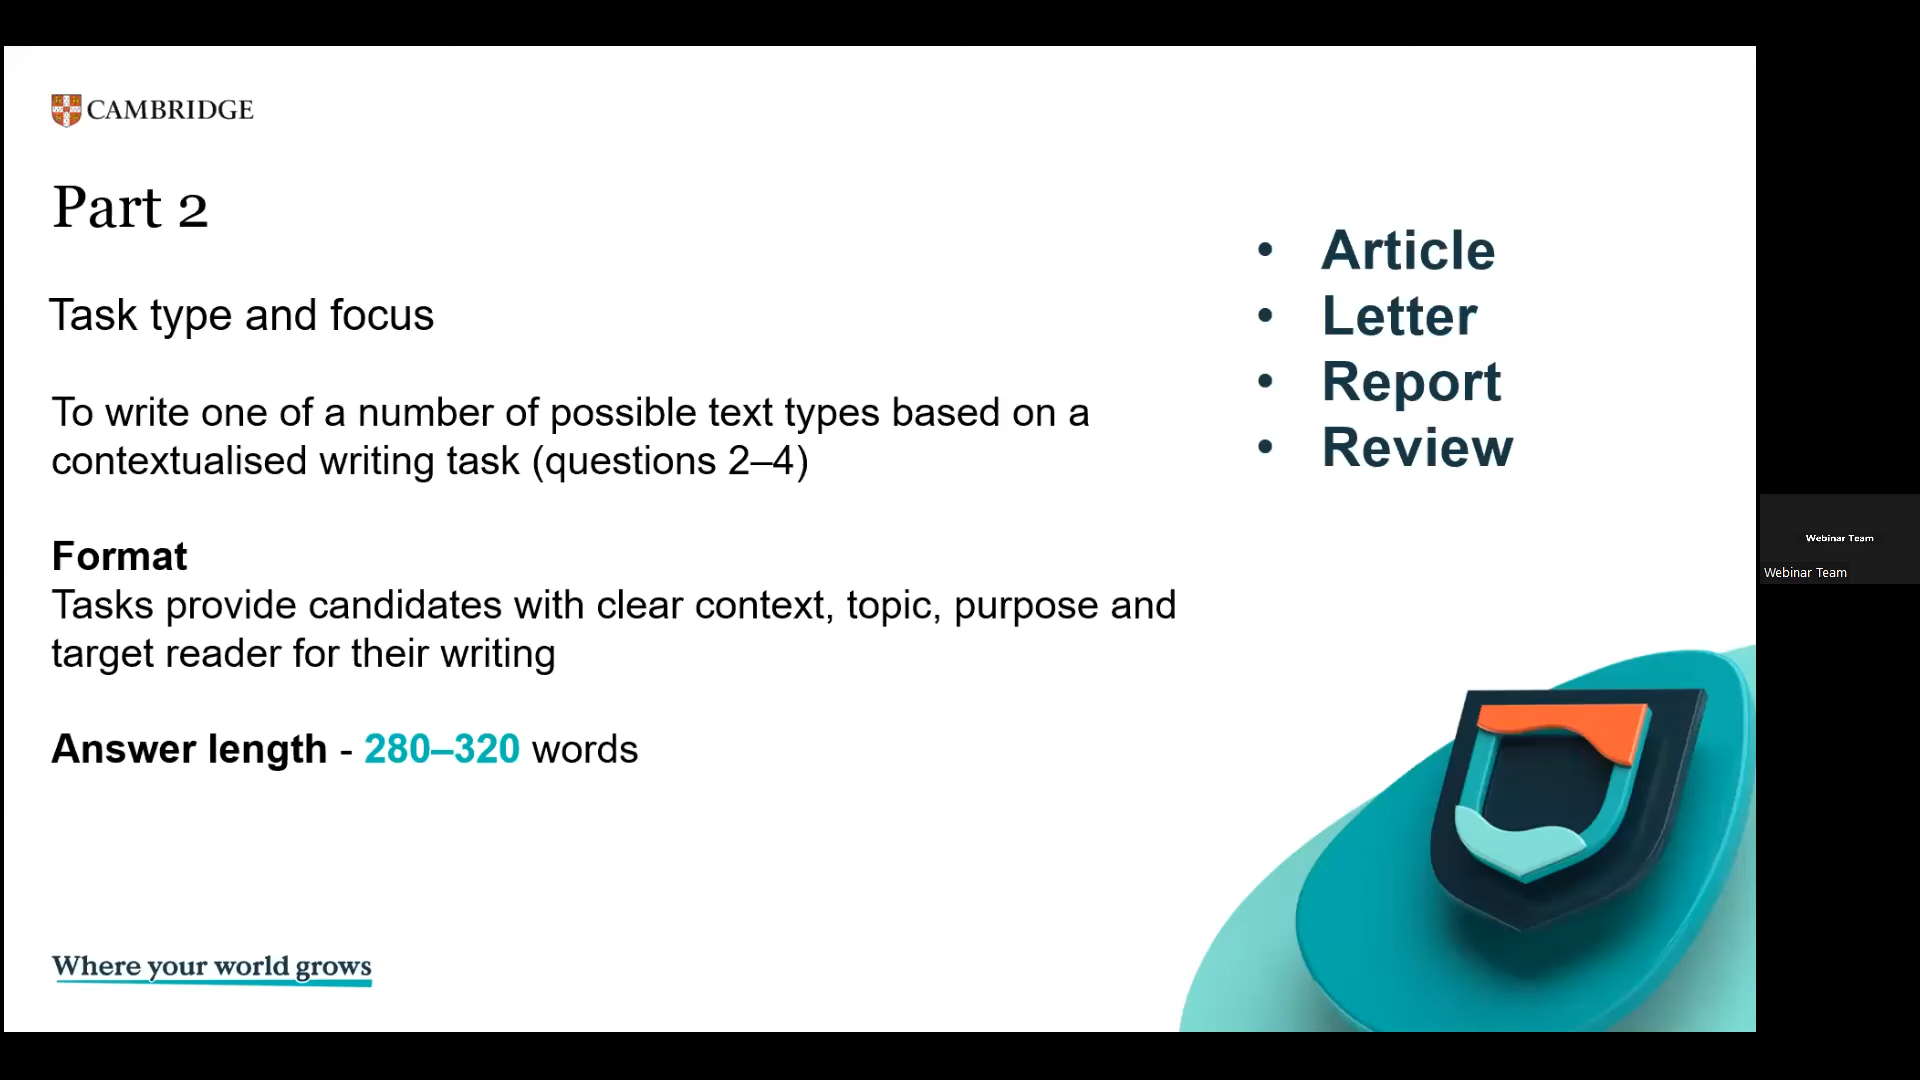 CAMBRIDGE
Part 2
Task type and focus
To write one of a number of possible text types based on a
contextualised writing task (questions 2–4)
Format
Tasks provide candidates with clear context, topic, purpose and
target reader for their writing
Answer length - 280–320 words
• Article
• Letter
• Report
• Review
Where your world grows
Webinar Team
Webinar Team